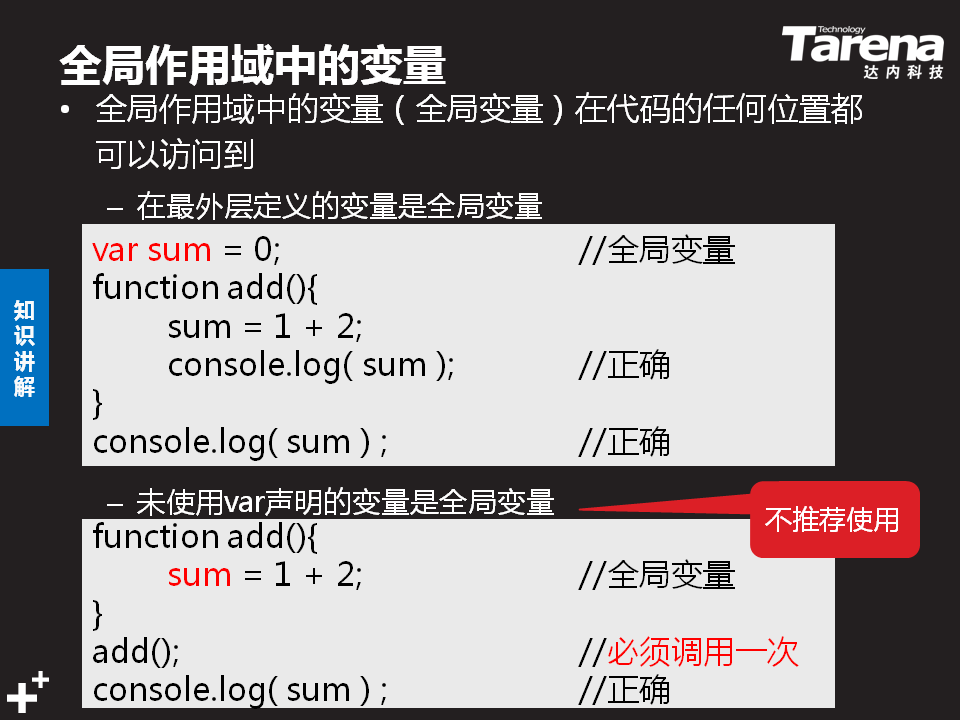 全局作用域中的变量
Technology
Tarena
达内科技
• 全局作用域中的变量（全局变量）在代码的任何位置都
可以访问到
– 在最外层定义的变量是全局变量
var sum = 0; //全局变量
function add(){
sum = 1 + 2;
console.log( sum ); //正确
}
console.log( sum ) ; //正确
知识讲解
– 未使用var声明的变量是全局变量
不推荐使用
function add(){
sum = 1 + 2; //全局变量
}
add(); //必须调用一次
console.log( sum ) ; //正确